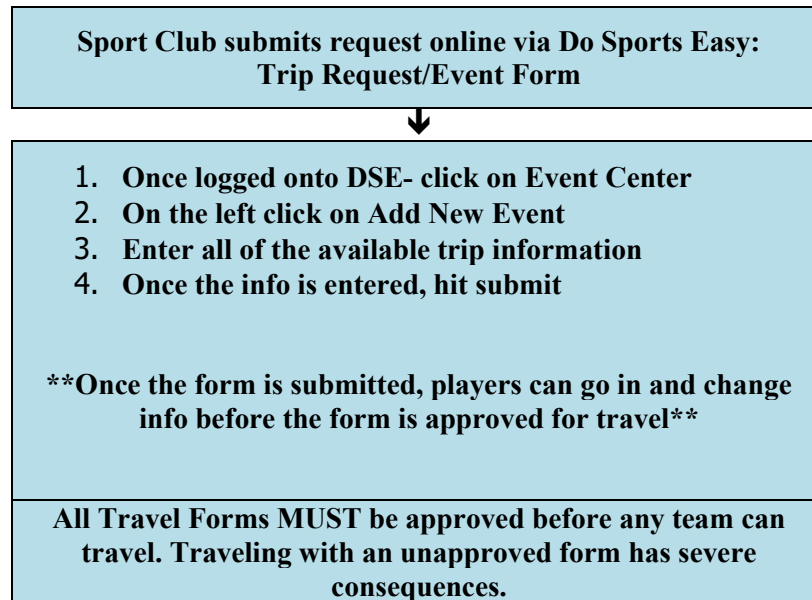 Sport Club submits request online via Do Sports Easy:
Trip Request/Event Form
1. Once logged onto DSE- click on Event Center
2. On the left click on Add New Event
3. Enter all of the available trip information
4. Once the info is entered, hit submit
**Once the form is submitted, players can go in and change
info before the form is approved for travel**
All Travel Forms MUST be approved before any team can
travel. Traveling with an unapproved form has severe
consequences.